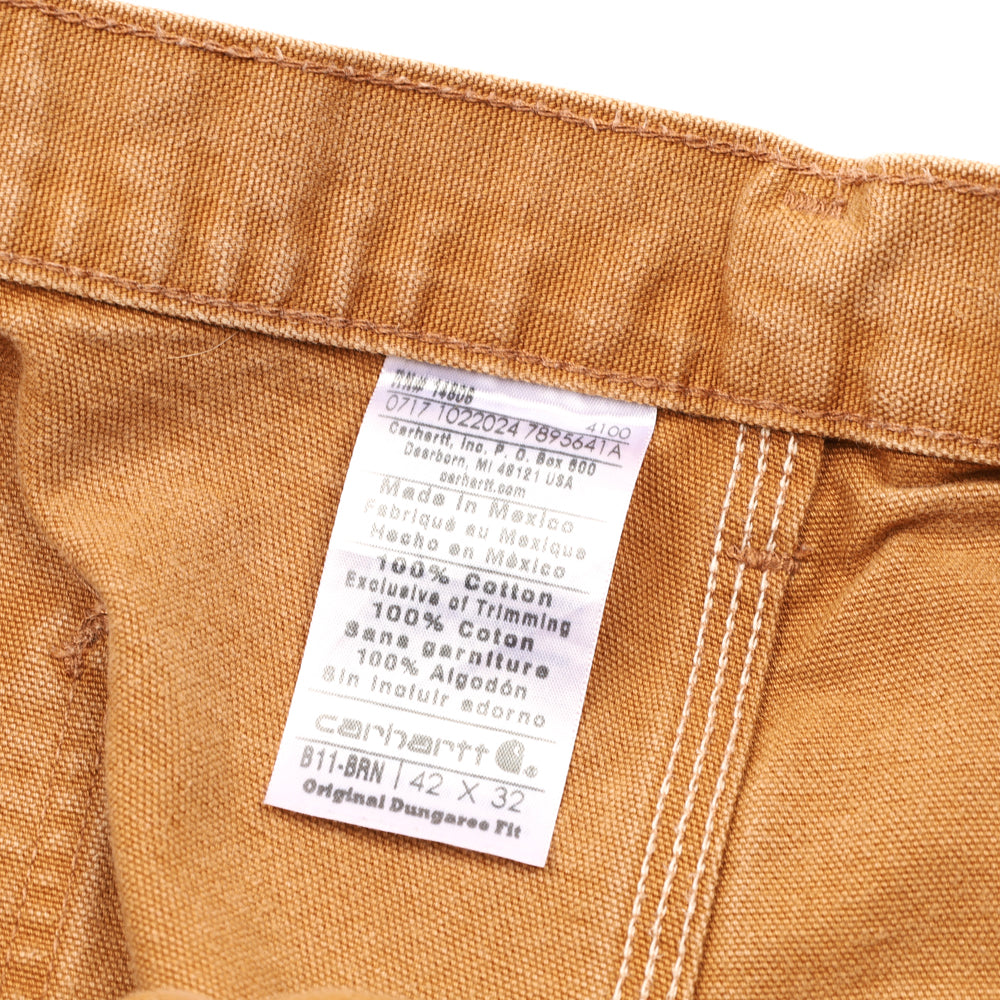 RN# 14806
4100
0717 1022024 7895641A
Carhartt, Inc. P. O. Box 600
Dearborn, MI 48121 USA
carhartt.com
Made in Mexico
Fabriqué au Mexique
Hecho en México
100% Cotton
Exclusive of Trimming
100% Coton
Sans garniture
100% Algodón
Sin incluir adorno
carhartt
B11-BRN | 42 X 32
Original Dungaree Fit